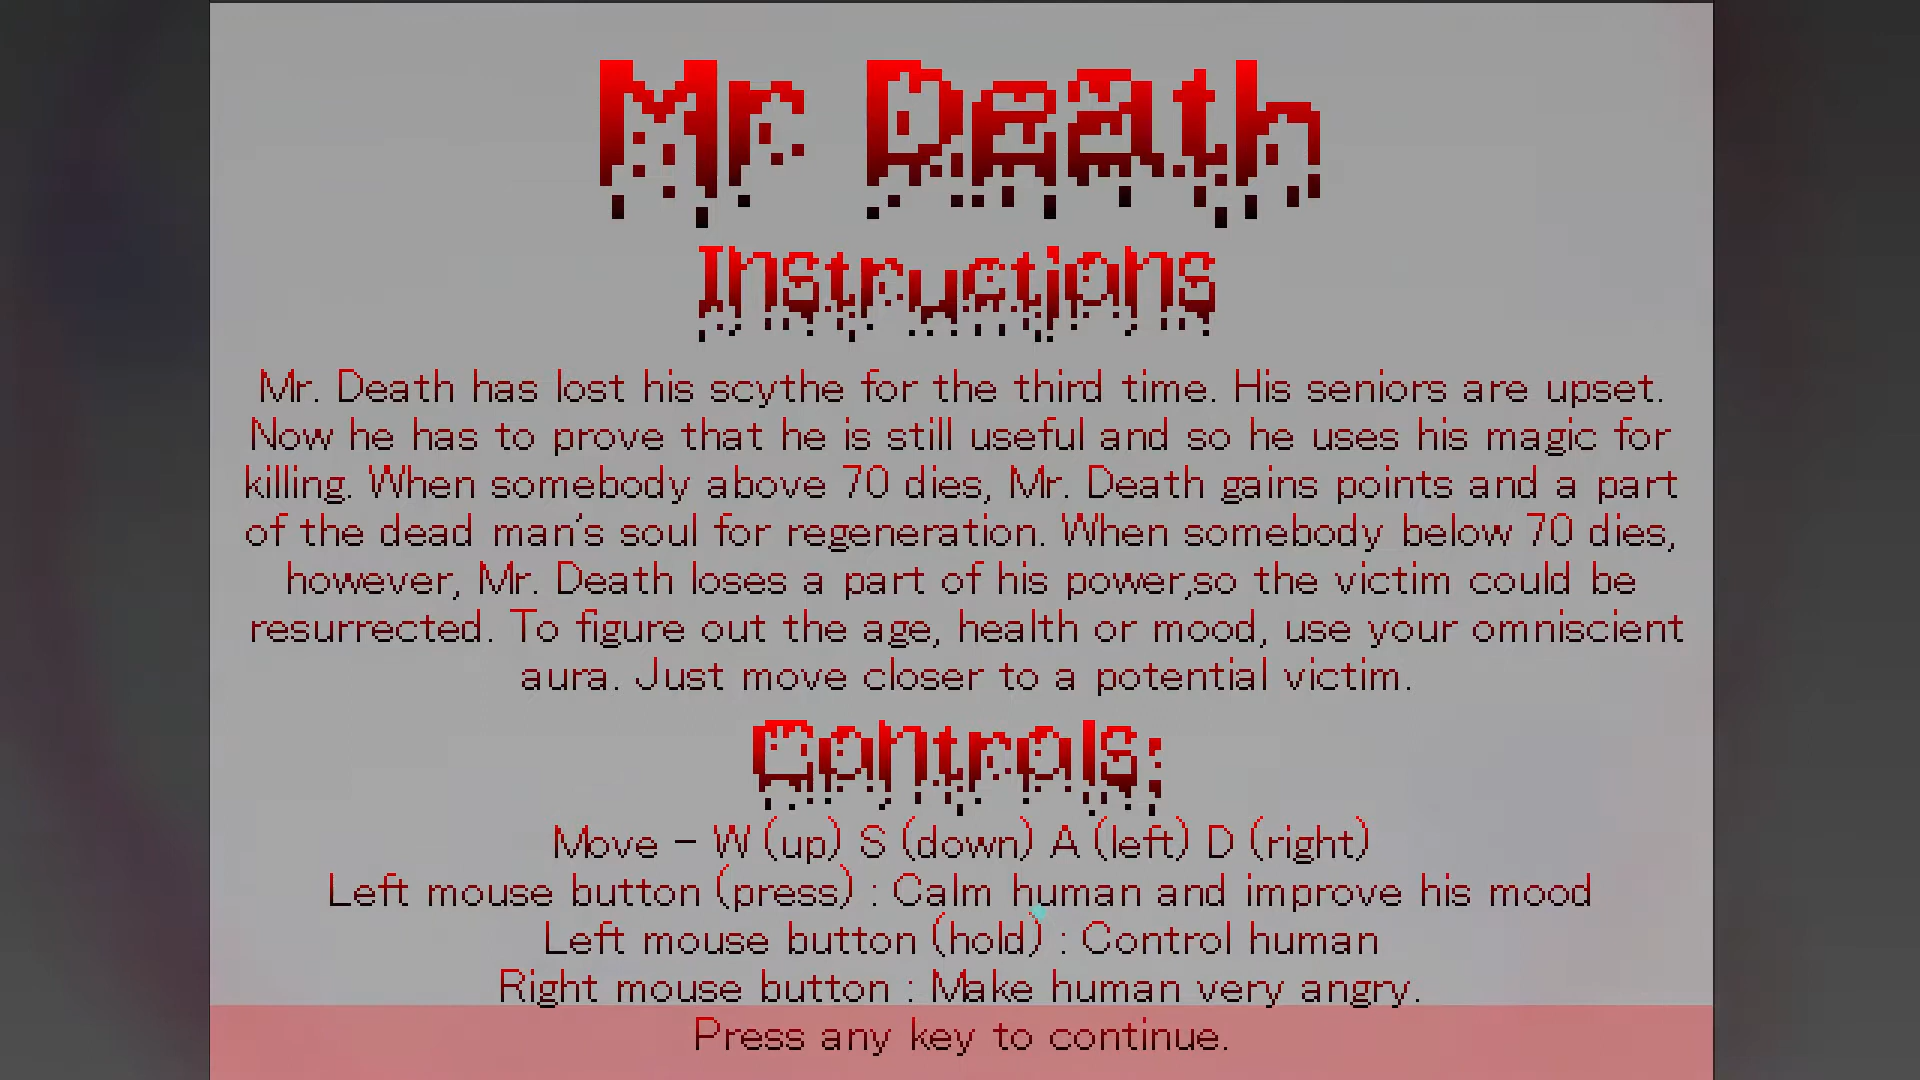 Mr Death
Instructions
Mr. Death has lost his scythe for the third time. His seniors are upset.
Now he has to prove that he is still useful and so he uses his magic for
killing. When somebody above 70 dies, Mr. Death gains points and a part
of the dead man's soul for regeneration. When somebody below 70 dies,
however, Mr. Death loses a part of his power,so the victim could be
resurrected. To figure out the age, health or mood, use your omniscient
aura. Just move closer to a potential victim.
Controls:
Move - W (up) S (down) A (left) D (right)
Left mouse button (press) : Calm human and improve his mood
Left mouse button (hold) : Control human
Right mouse button : Make human very angry.
Press any key to continue.